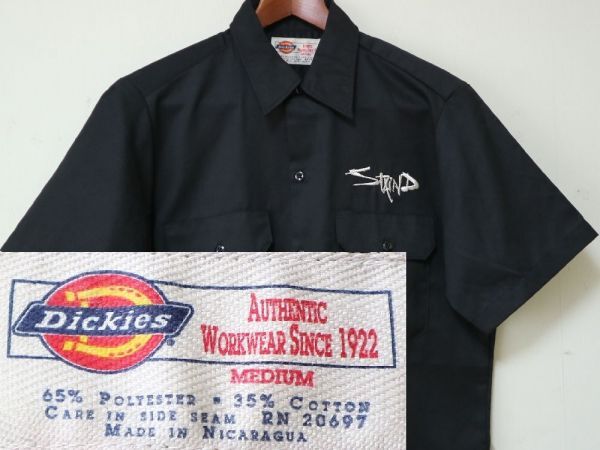 STAIND
Dickies
AUTHENTIC
WORKWEAR SINCE 1922
MEDIUM
65% POLYESTER • 35% COTTON
CARE IN SIDE SEAM RN 20697
MADE IN NICARAGUA